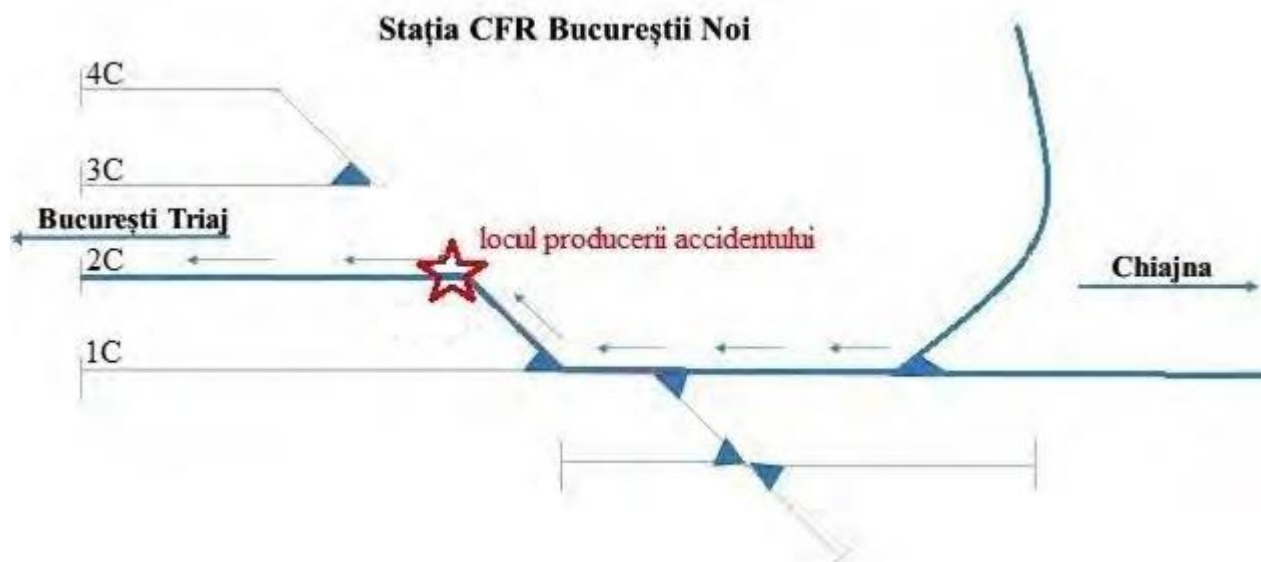 Stația CFR Bucureștii Noi
4C
3C
București Triaj
locul producerii accidentului
2C
Chiajna
1C